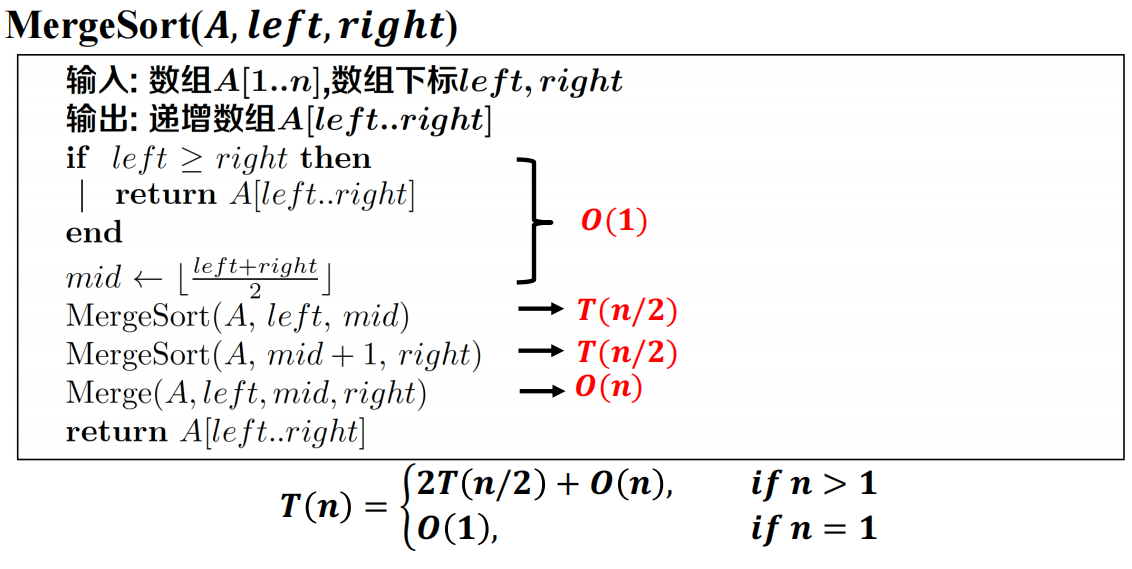 MergeSort(A, left, right)
输入: 数组A[1..n],数组下标left, right
输出: 递增数组A[left..right]
if left ≥ right then
| return A[left..right]
end
O(1)
mid ← ⌊(left+right)/2⌋
MergeSort(A, left, mid) → T(n/2)
MergeSort(A, mid + 1, right) → T(n/2)
Merge(A, left, mid, right) → O(n)
return A[left..right]
T(n) = { 2T(n/2) + O(n), if n > 1
O(1), if n = 1